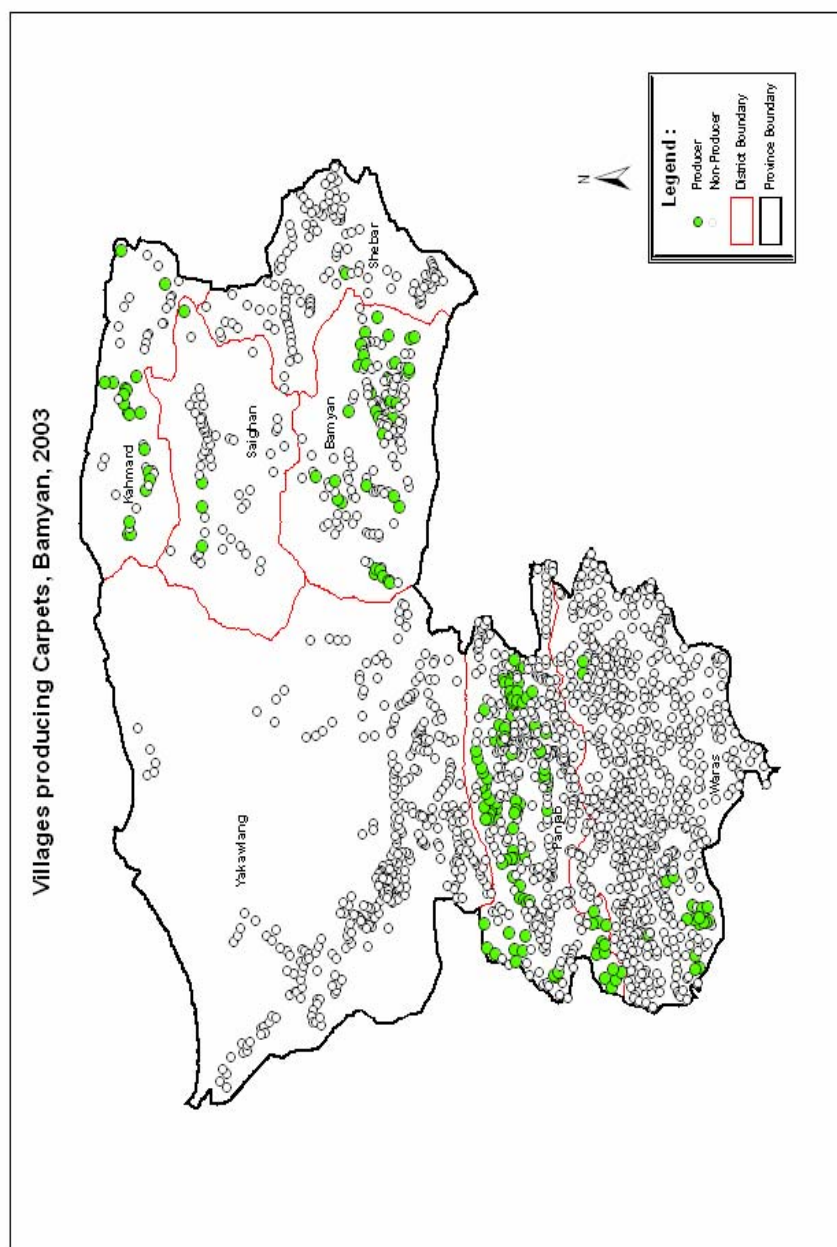 Villages producing Carpets, Bamyan, 2003
Kahmard
Saighan
Shebar
Bamyan
Yakawlang
Panjab
Waras
N
Legend :
Producer
Non-Producer
District Boundary
Province Boundary